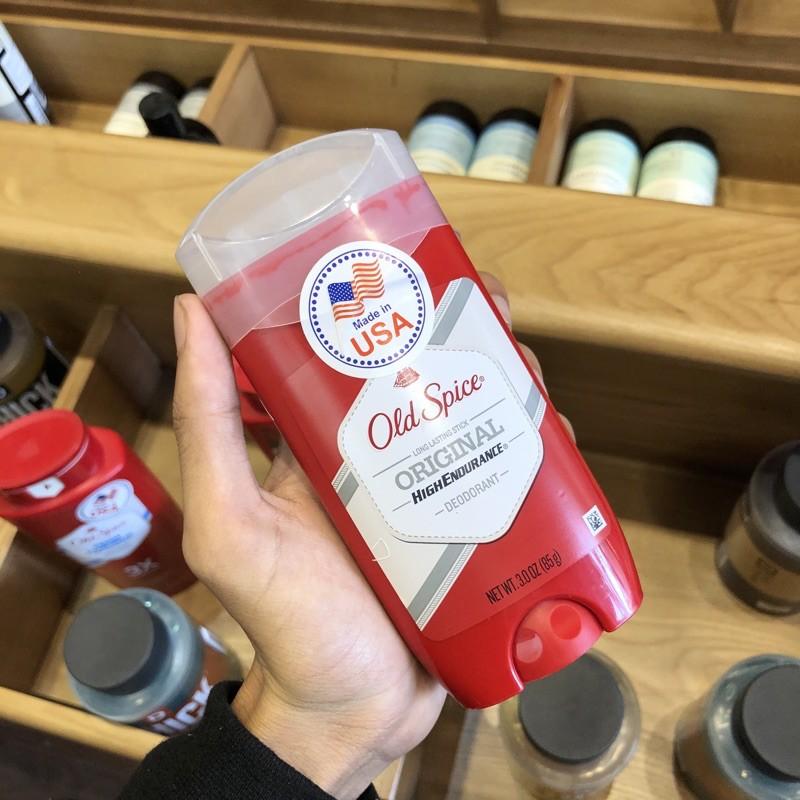 Made in
USA
Old Spice®
LONG LASTING STICK
ORIGINAL
HIGHENDURANCE®
DEODORANT
NET WT. 3.0 OZ (85g)
Old Spice